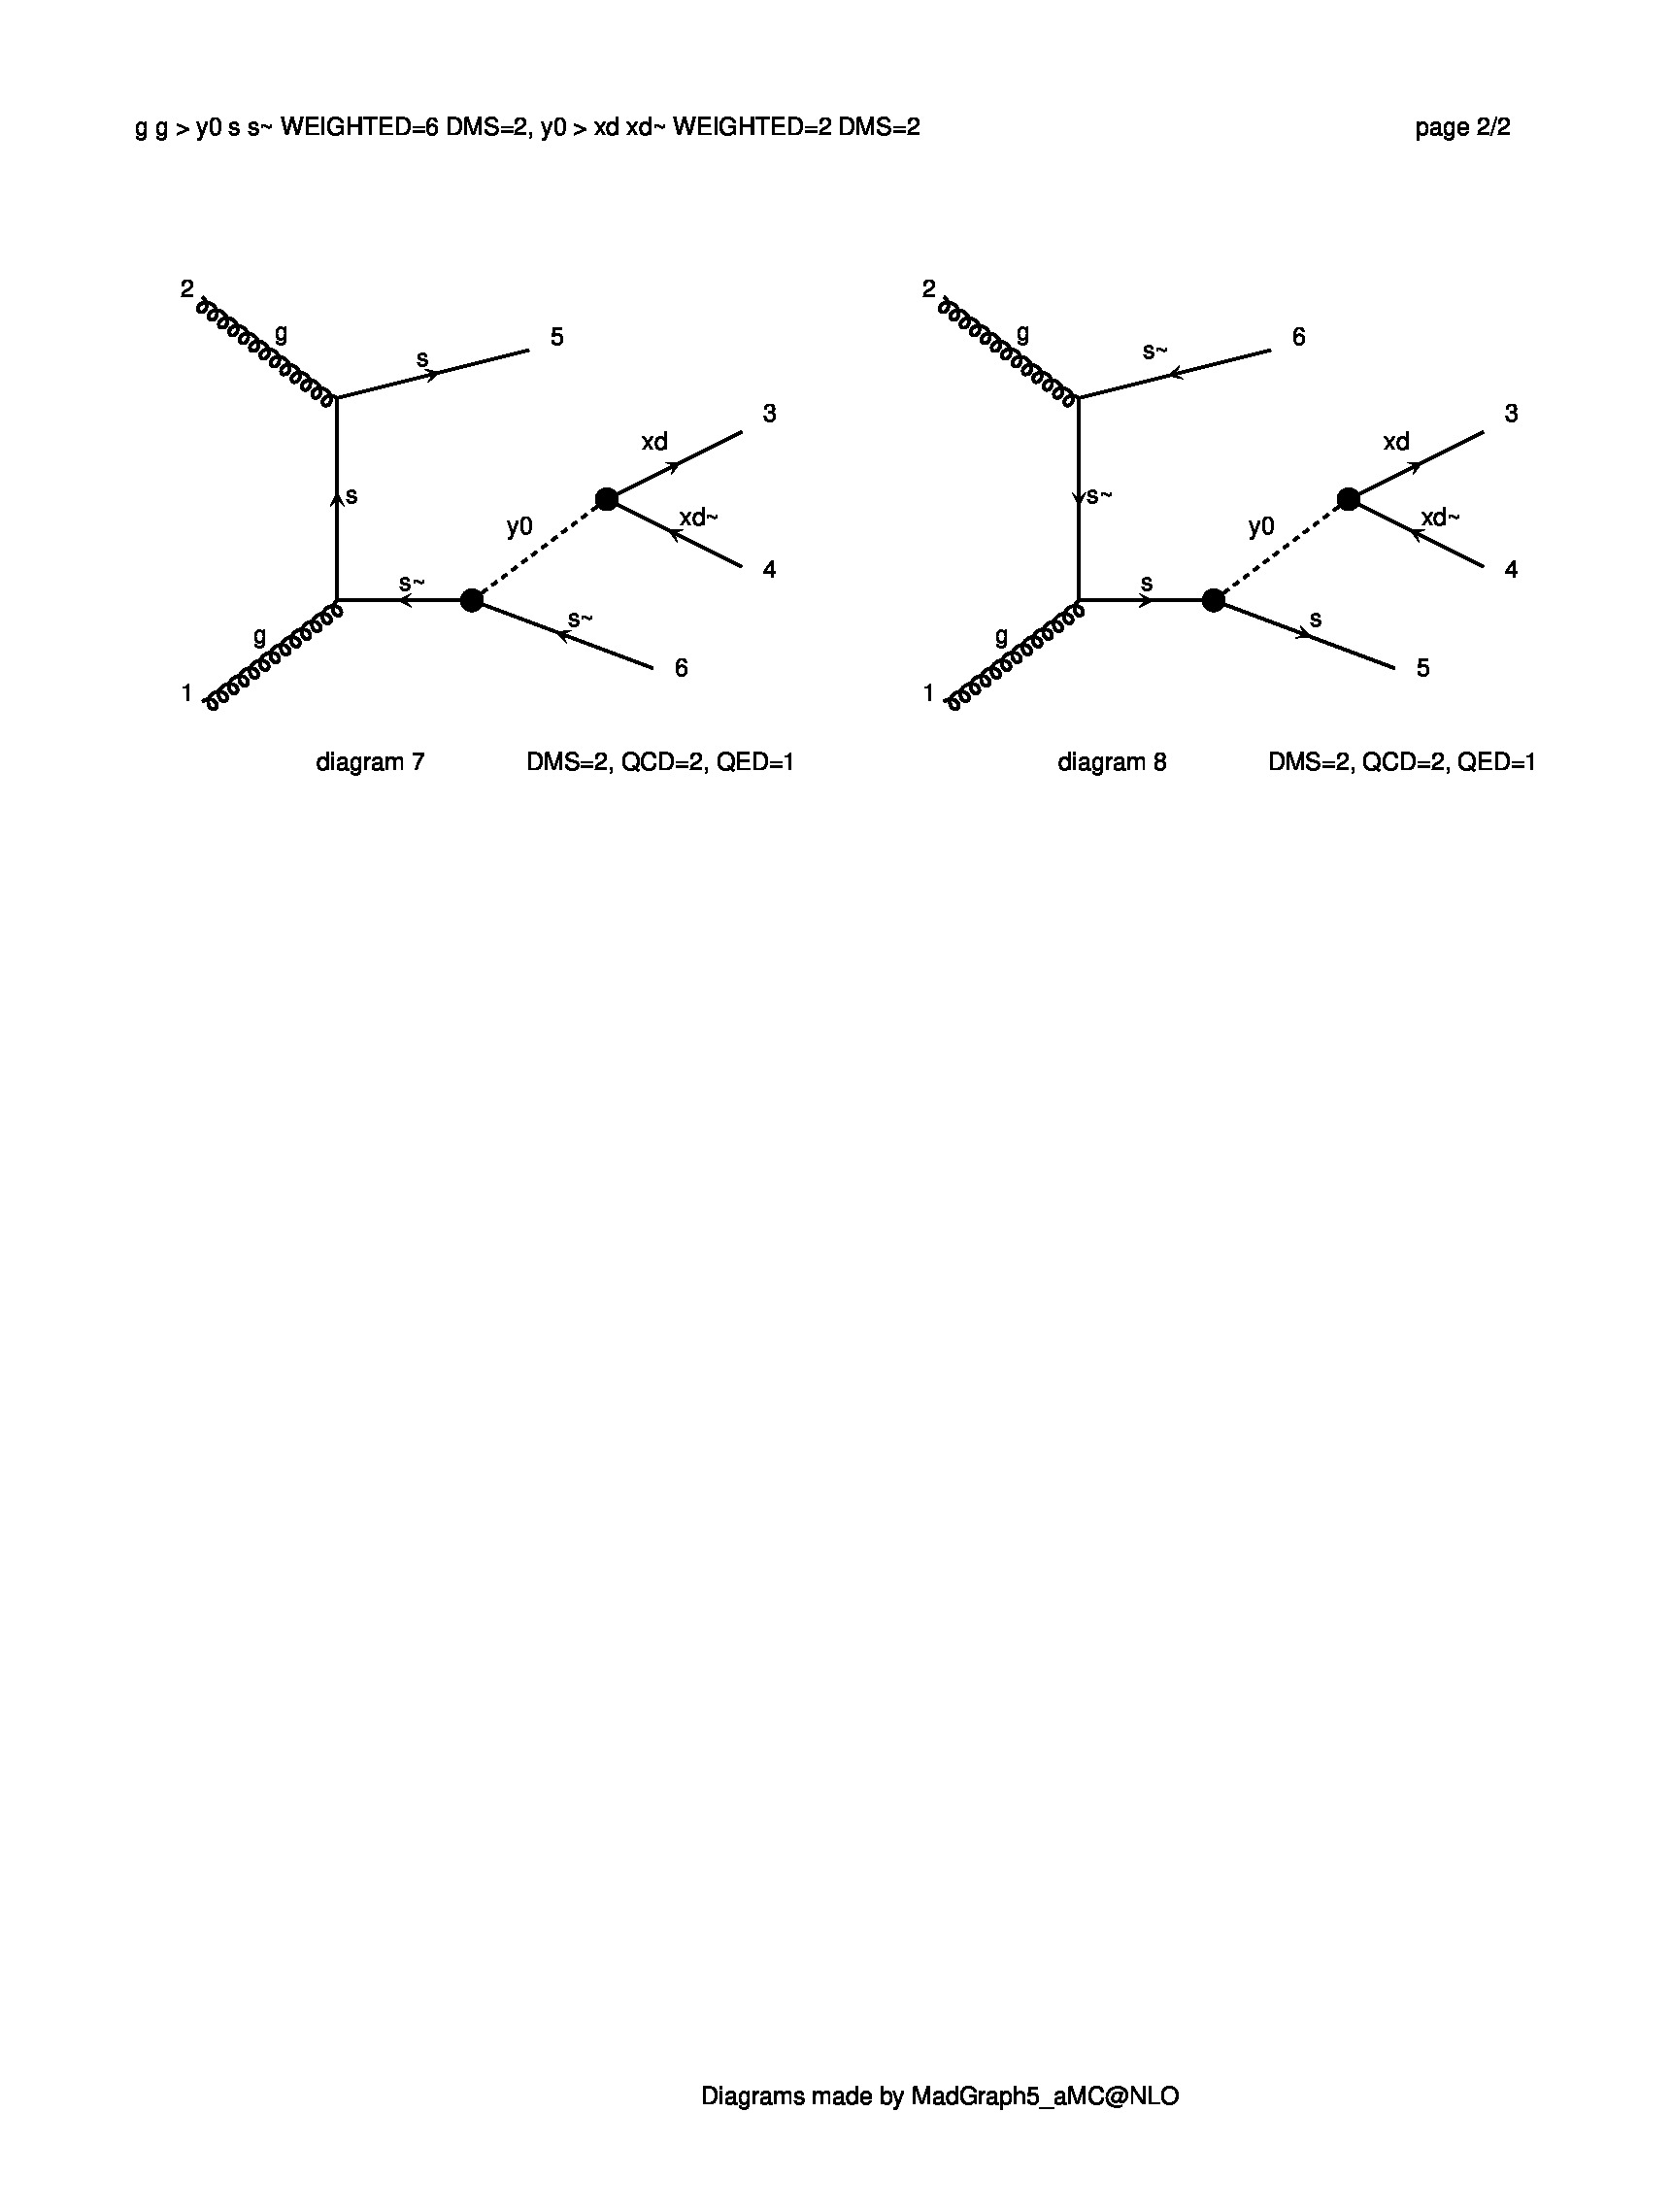 g g > y0 s s~ WEIGHTED=6 DMS=2, y0 > xd xd~ WEIGHTED=2 DMS=2 page 2/2
2
g
s
5
3
xd
s
y0
xd~
4
s~
s~
g
6
1
diagram 7 DMS=2, QCD=2, QED=1
2
g
s~
6
3
xd
s~
y0
xd~
4
s
s
g
5
1
diagram 8 DMS=2, QCD=2, QED=1
Diagrams made by MadGraph5_aMC@NLO